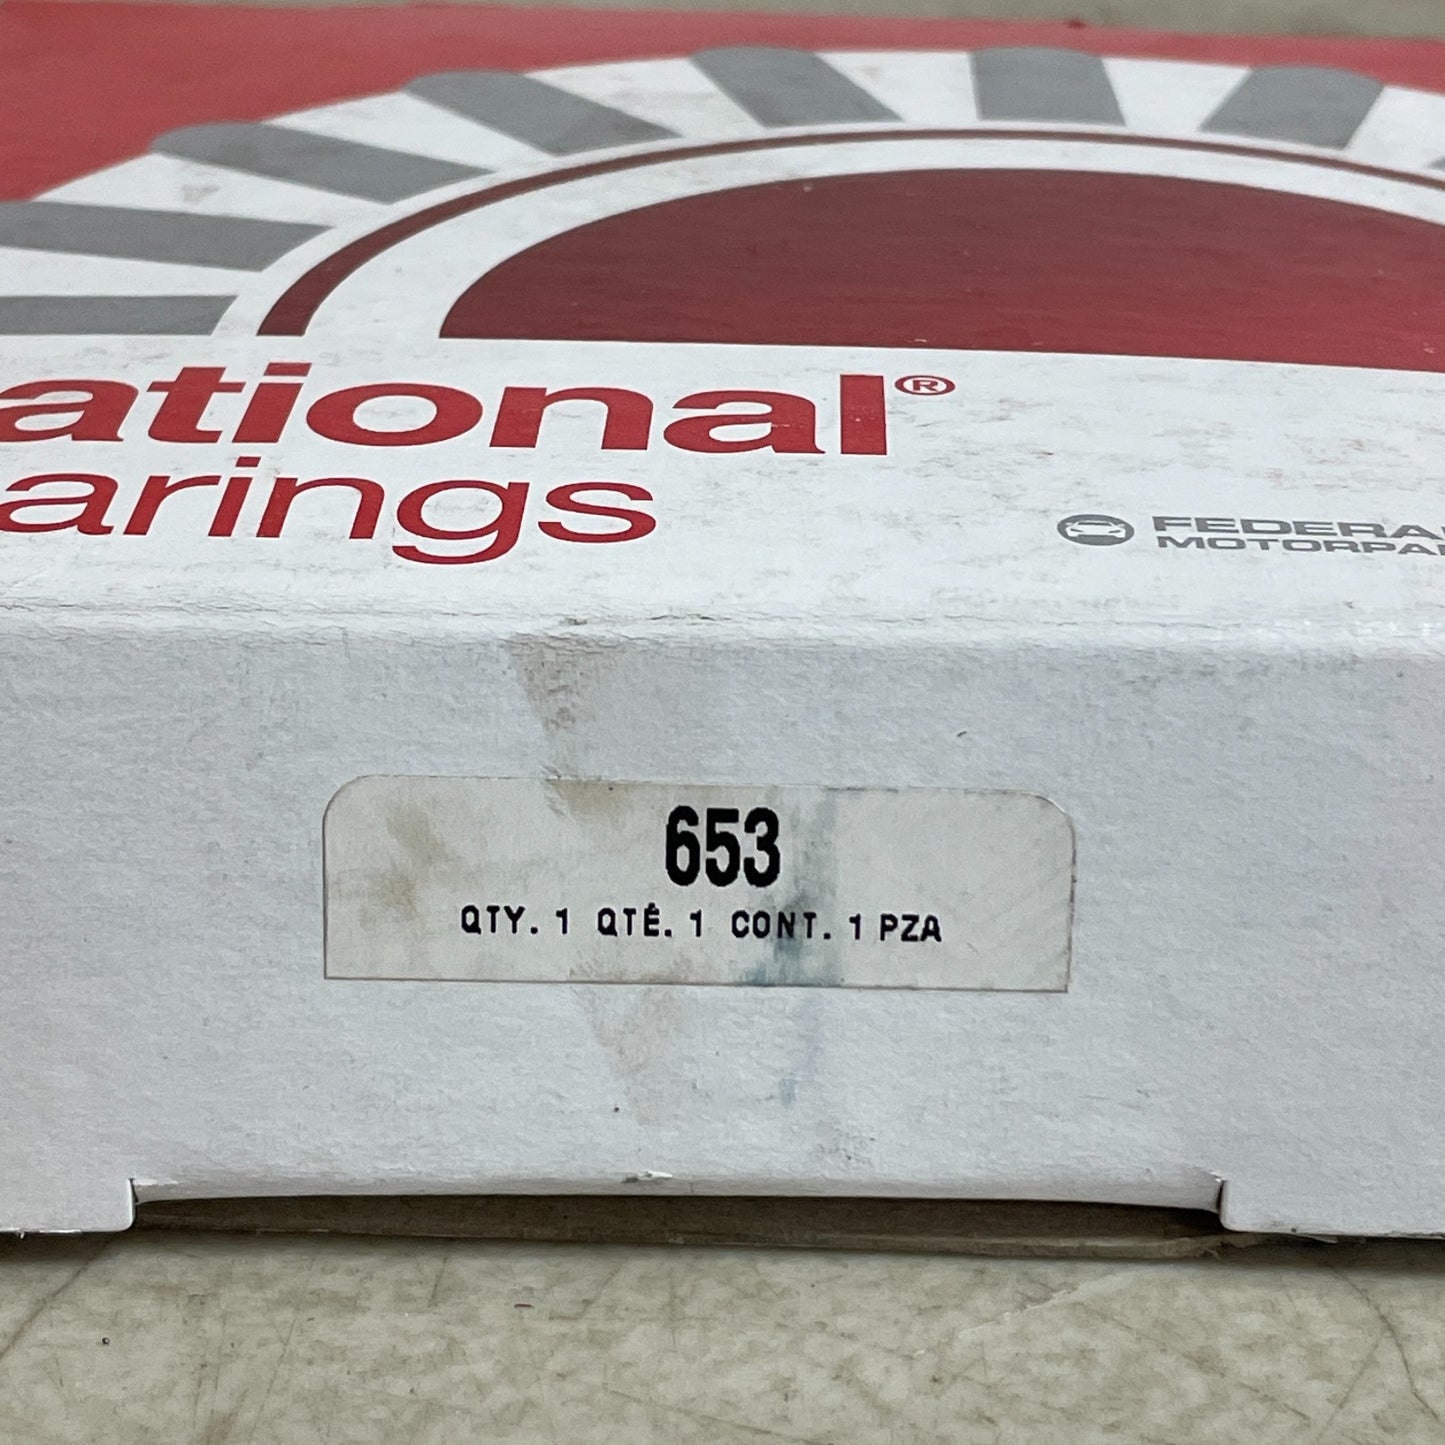 ational®
arings
FEDERA
MOTORPA
653
QTY. 1 QTÉ. 1 CONT. 1 PZA